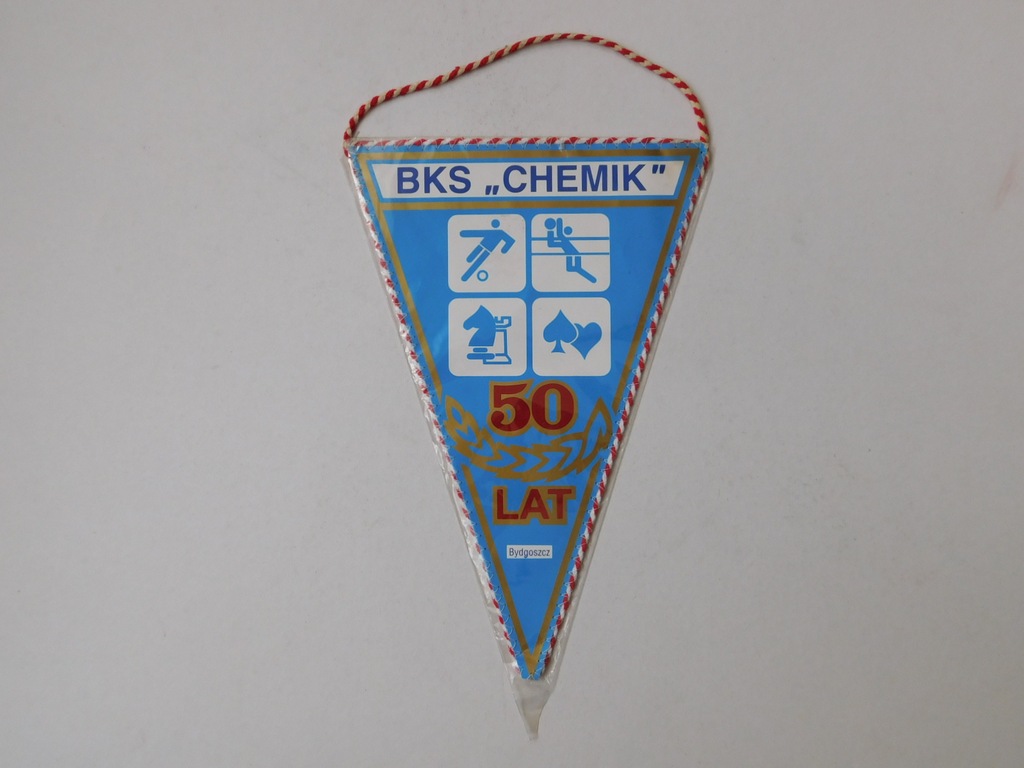 BKS „CHEMIK"
50
LAT
Bydgoszcz